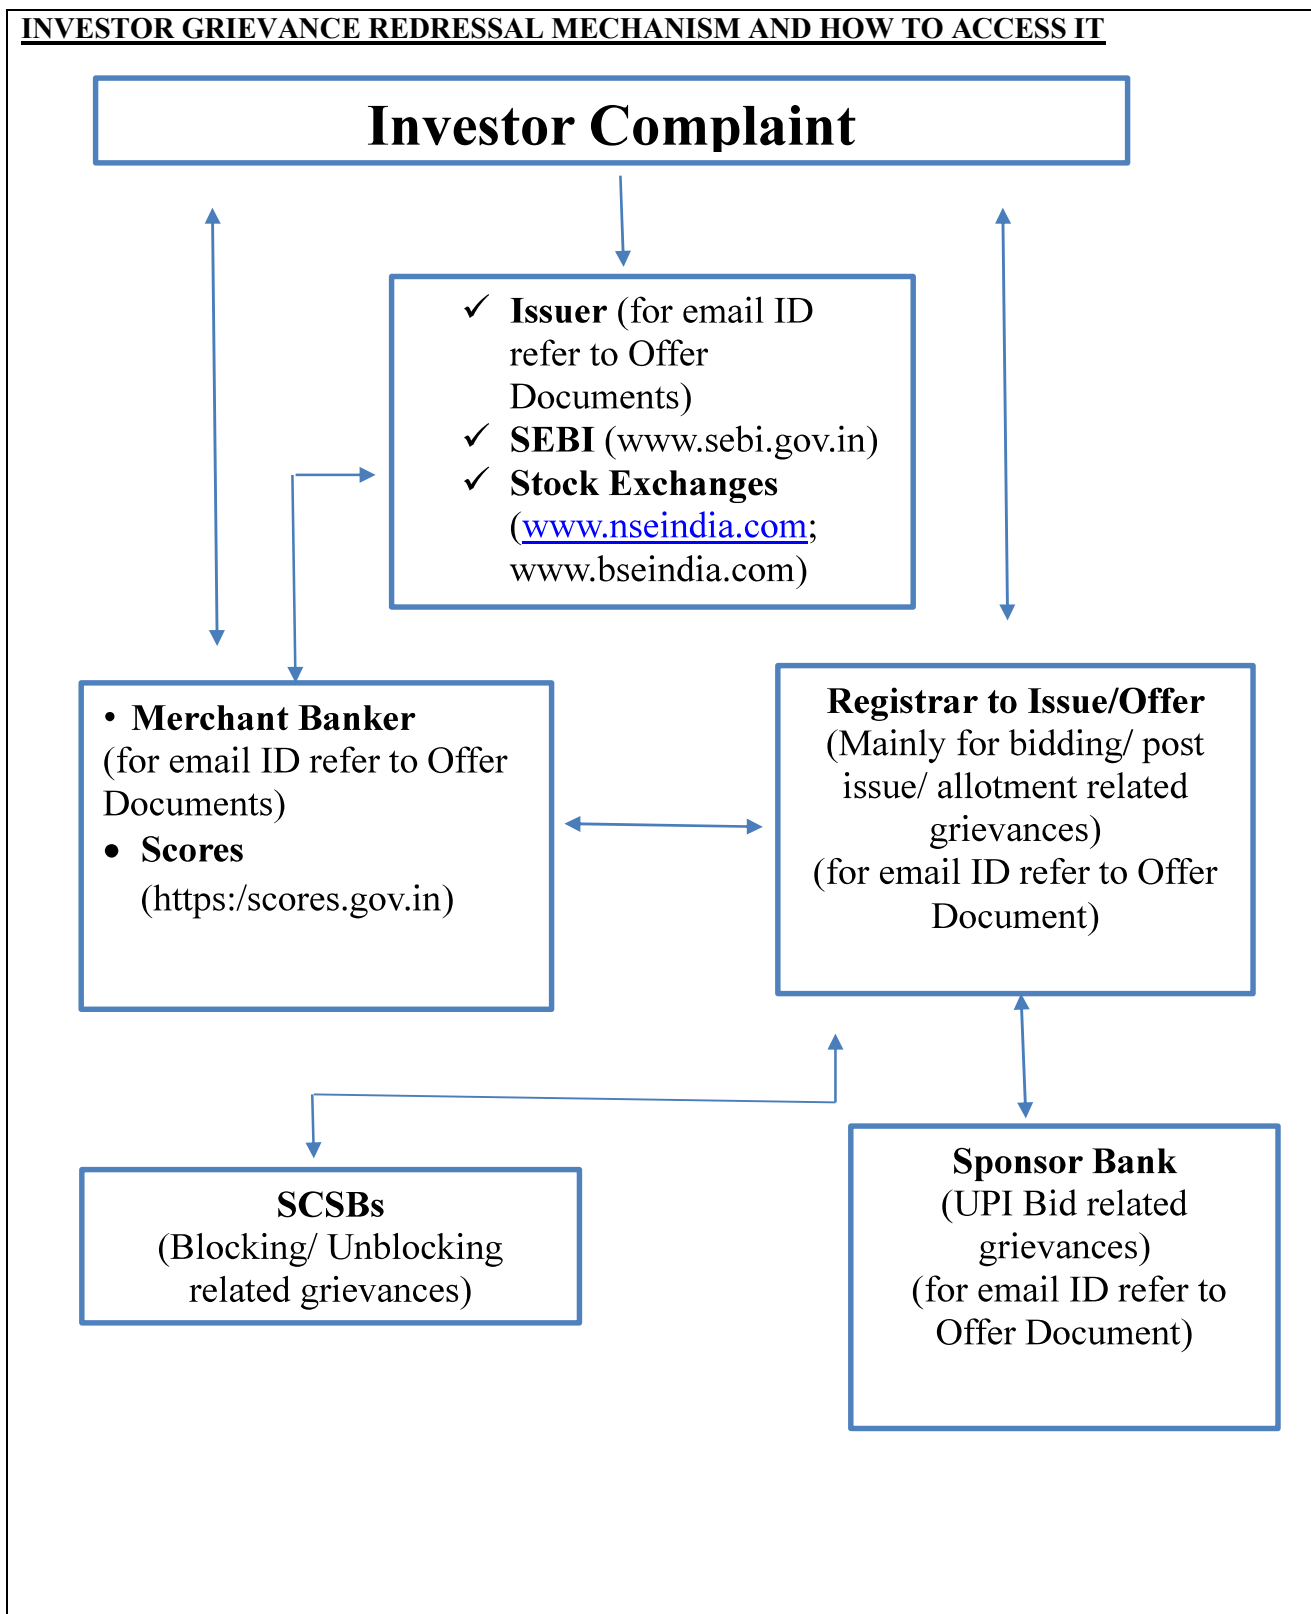 INVESTOR GRIEVANCE REDRESSAL MECHANISM AND HOW TO ACCESS IT
Investor Complaint
✓ Issuer (for email ID
refer to Offer
Documents)
✓ SEBI (www.sebi.gov.in)
✓ Stock Exchanges
(www.nseindia.com;
www.bseindia.com)
• Merchant Banker
(for email ID refer to Offer
Documents)
• Scores
(https:/scores.gov.in)
Registrar to Issue/Offer
(Mainly for bidding/ post
issue/ allotment related
grievances)
(for email ID refer to Offer
Document)
SCSBs
(Blocking/ Unblocking
related grievances)
Sponsor Bank
(UPI Bid related
grievances)
(for email ID refer to
Offer Document)